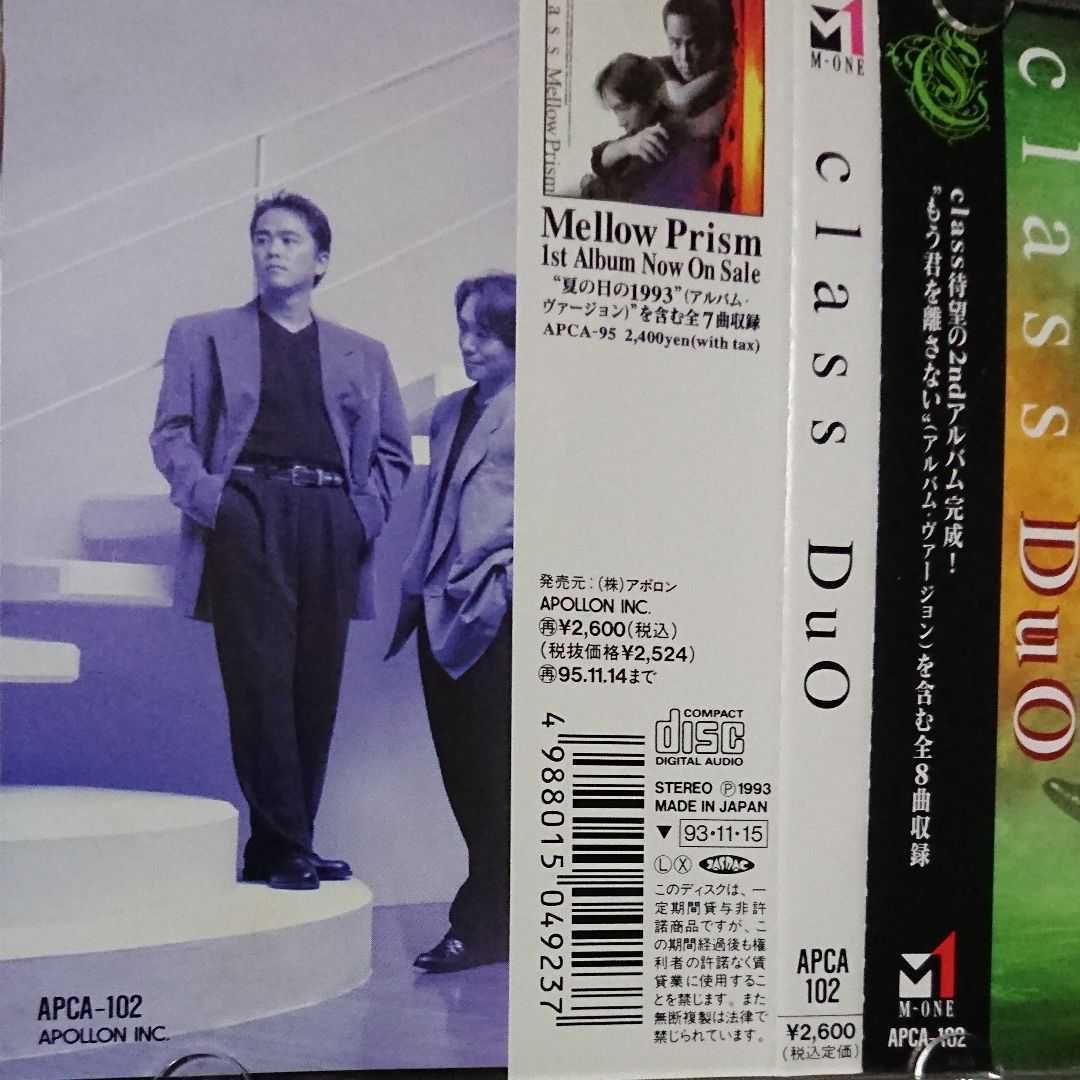 APCA-102
APOLLON INC.
ass Mellow Prism
Mellow Prism
1st Album Now On Sale
“夏の日の1993”(アルバム・
ヴァージョン)”を含む全7曲収録
APCA-95 2,400yen(with tax)
発売元:(株)アポロン
APOLLON INC.
再¥2,600(税込)
(税抜価格¥2,524)
再95.11.14まで
4988015049237
COMPACT
disc
DIGITAL AUDIO
STEREO Ⓟ1993
MADE IN JAPAN
▼93・11・15
ⓁⓍ JASRAC
このディスクは、一
定期間貸与非許
諾商品ですが、こ
の期間経過後も権
利者の許諾なく賃
貸業に使用するこ
とを禁じます。また
無断複製は法律で
禁じられています。
M1
M-ONE
class DuO
APCA
102
¥2,600
(税込定価)
class待望の2ndアルバム完成!
“もう君を離さない“(アルバム・ヴァージョン)を含む全8曲収録
M1
M-ONE
APCA-102
class DuO